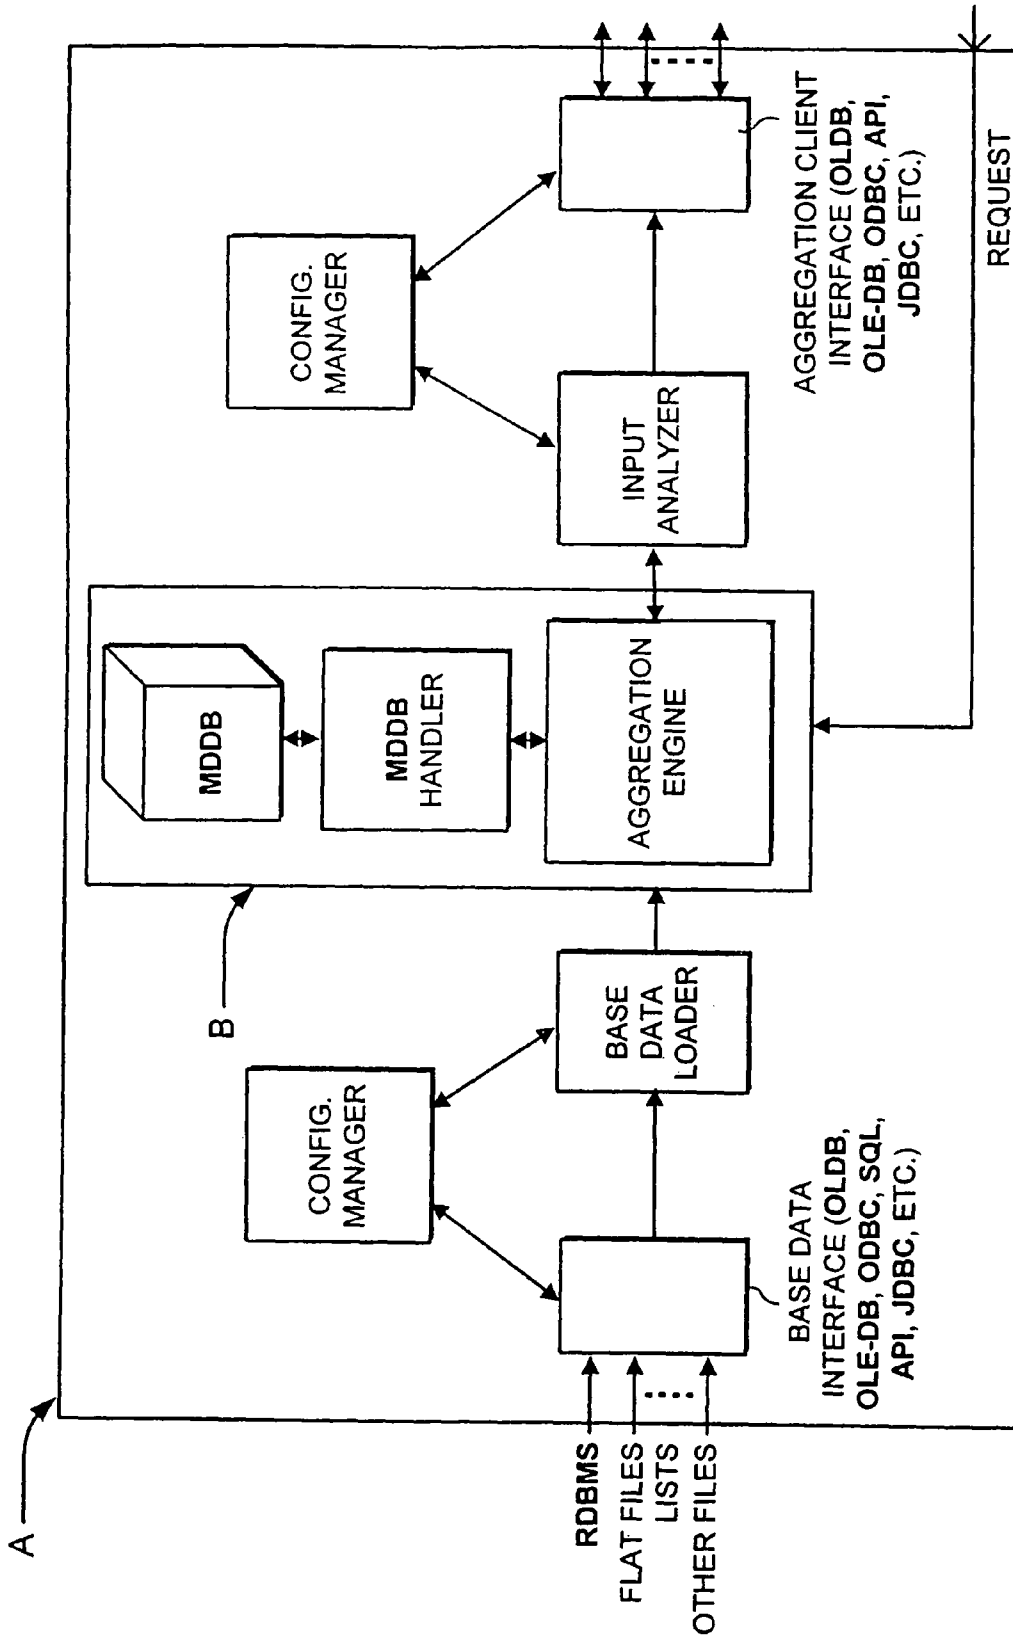 A
RDBMS
FLAT FILES
LISTS
OTHER FILES
CONFIG.
MANAGER
BASE DATA
INTERFACE (OLDB,
OLE-DB, ODBC, SQL,
API, JDBC, ETC.)
BASE
DATA
LOADER
B
MDDB
MDDB
HANDLER
AGGREGATION
ENGINE
CONFIG.
MANAGER
INPUT
ANALYZER
AGGREGATION CLIENT
INTERFACE (OLDB,
OLE-DB, ODBC, API,
JDBC, ETC.)
REQUEST